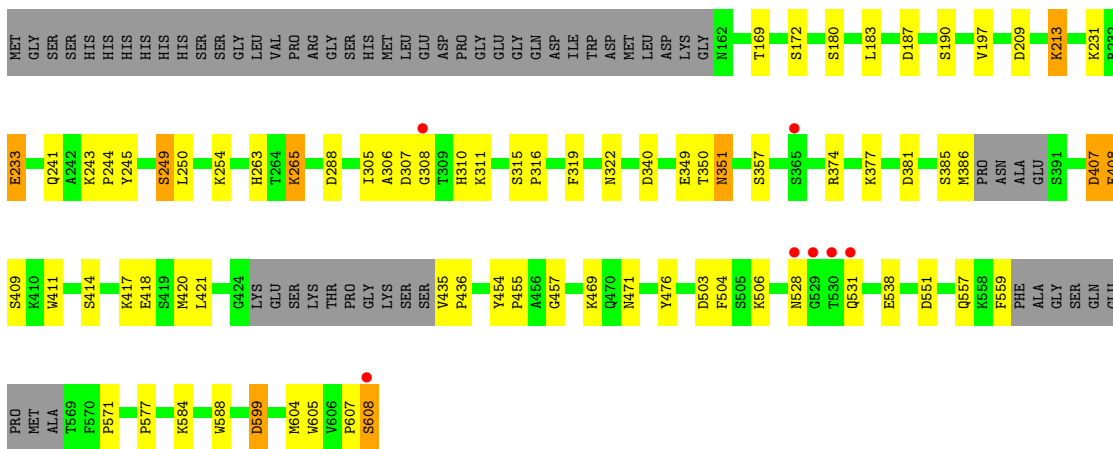 MET GLY SER SER HIS HIS HIS HIS HIS HIS SER SER GLY LEU VAL PRO ARG GLY SER HIS MET LEU GLU ASP PRO GLY GLU GLY GLN ASP ILE TRP ASP MET LEU ASP LYS GLY N162 T169 S172 S180 L183 D187 S190 V197 D209 K213 K231
E233 Q241 A242 K243 P244 Y245 S249 L250 K254 H263 T264 K265 D288 I305 A306 D307 G308 T309 H310 K311 S315 P316 F319 N322 D340 E349 T350 N351 S357 S365 R374 K377 D381 S385 M386 PRO ASN ALA GLU S391 D407
S409 K410 W411 S414 K417 E418 S419 M420 L421 G424 LYS GLU SER LYS THR PRO GLY LYS SER SER V435 P436 Y454 P455 A456 G457 K469 Q470 N471 Y476 D503 F504 S505 K506 N528 G529 T530 Q531 E538 D551 Q557 K558 F559 PHE ALA GLY SER GLN
PRO MET ALA T569 F570 P571 P577 K584 W588 D599 M604 W605 V606 P607 S608